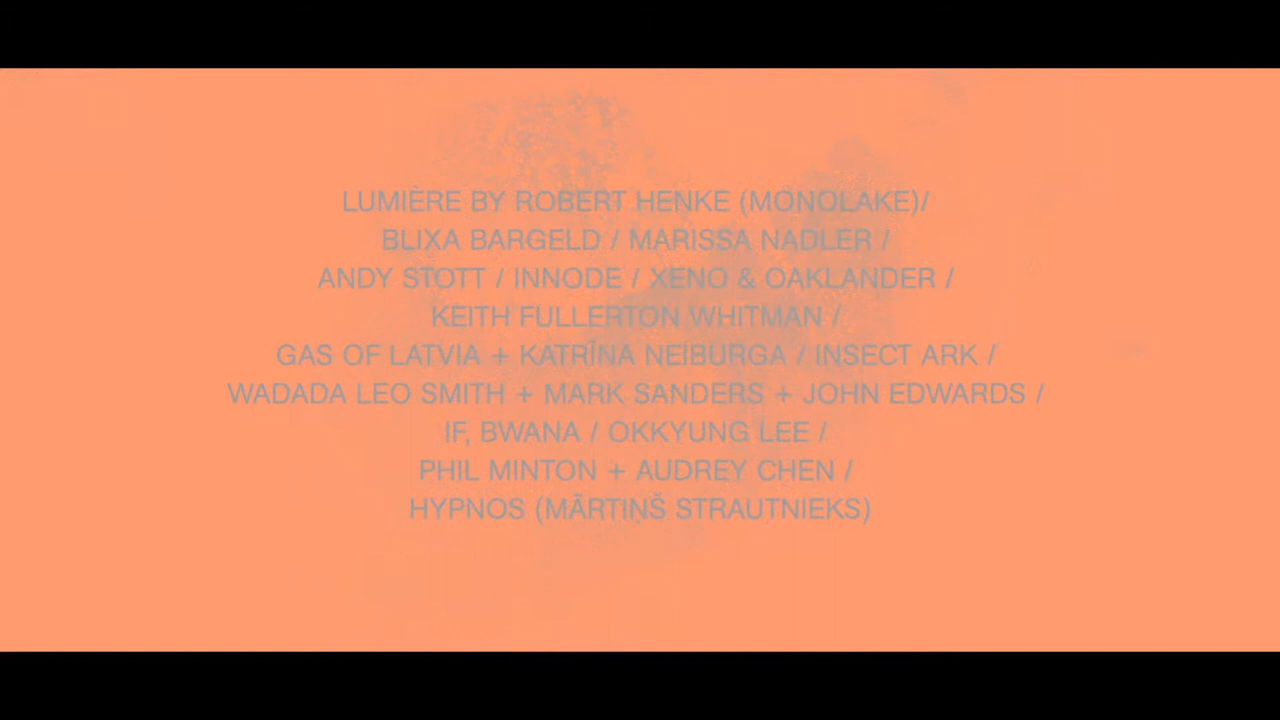 LUMIÈRE BY ROBERT HENKE (MONOLAKE)/
BLIXA BARGELD / MARISSA NADLER /
ANDY STOTT / INNODE / XENO & OAKLANDER /
KEITH FULLERTON WHITMAN /
GAS OF LATVIA + KATRĪNA NEIBURGA / INSECT ARK /
WADADA LEO SMITH + MARK SANDERS + JOHN EDWARDS /
IF, BWANA / OKKYUNG LEE /
PHIL MINTON + AUDREY CHEN /
HYPNOS (MĀRTIŅŠ STRAUTNIEKS)